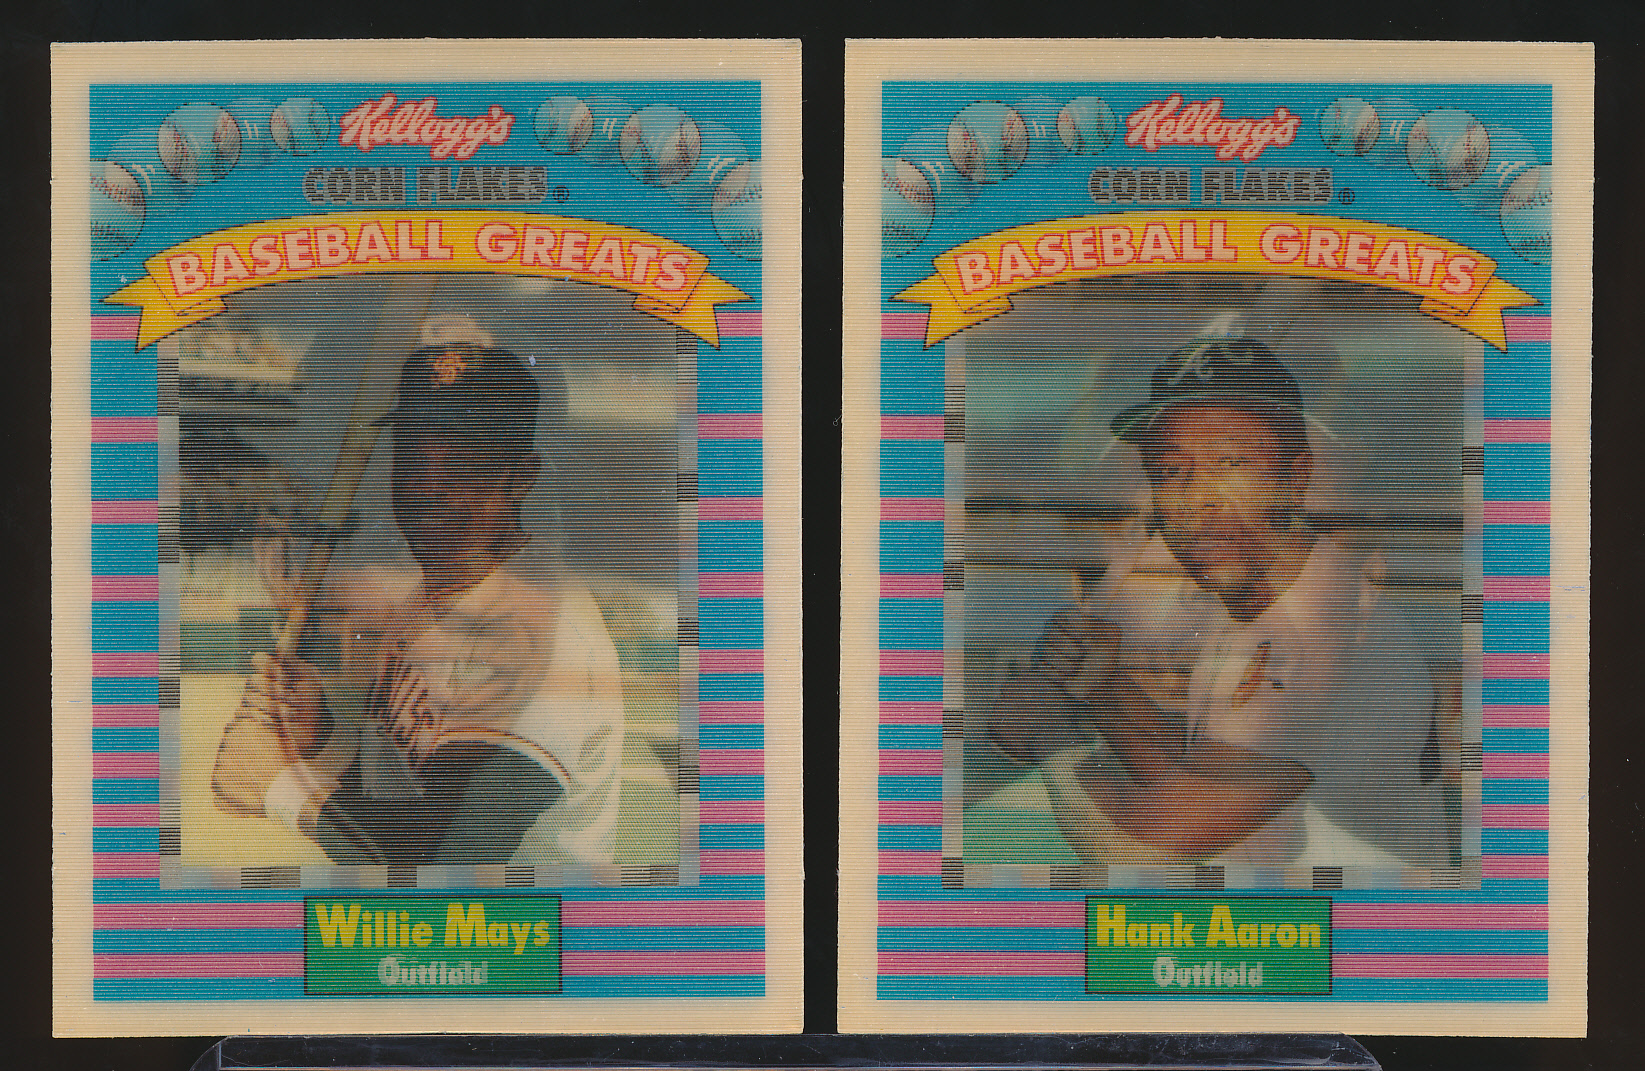 Kellogg's
CORN FLAKES®
BASEBALL GREATS
Willie Mays
Outfield
Kellogg's
CORN FLAKES®
BASEBALL GREATS
A
Hank Aaron
Outfield